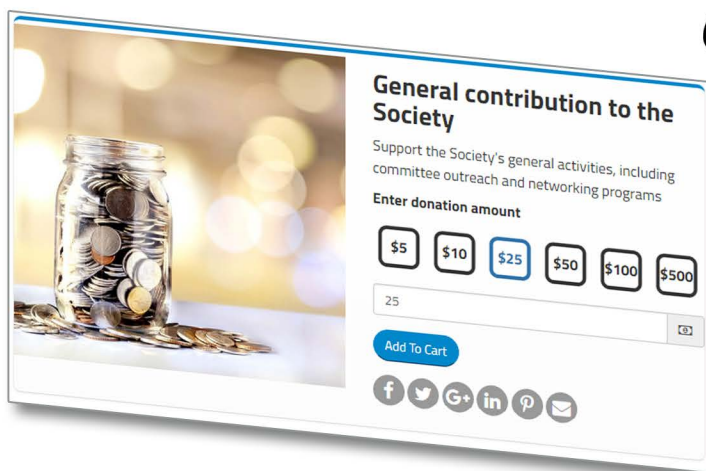 General contribution to the
Society
Support the Society's general activities, including
committee outreach and networking programs
Enter donation amount
$5 $10 $25 $50 $100 $500
25
Add To Cart